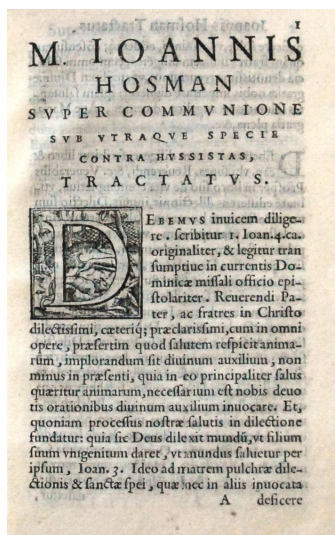 1
M. IOANNIS
HOSMAN
SVPER COMMVNIONE
SVB VTRAQVE SPECIE
CONTRA HVSSISTAS,
TRACTATVS.
DEBEMVS inuicem dilige-
re. scribitur 1. Ioan.4.ca.
originaliter, & legitur tran
sumptiue in currentis Do-
minicæ missali officio epi-
stolariter. Reuerendi Pa-
ter, ac fratres in Christo
dilectissimi, cæteriq; præclarissimi, cum in omni
opere, præsertim quod salutem respicit anima-
rum, implorandum sit diuinum auxilium, non
minus in præsenti, quia in eo principaliter salus
quæritur animarum, necessarium est nobis deuo
tis orationibus diuinum auxilium inuocare. Et,
quoniam processus nostræ salutis in dilectione
fundatur: quia sic Deus dilexit mundũ, vt filium
suum vnigenitum daret, vt mundus saluetur per
ipsum, Ioan. 3. Ideo ad matrem pulchræ dile-
ctionis & sanctæ spei, quæ nec in aliis inuocata
A deficere